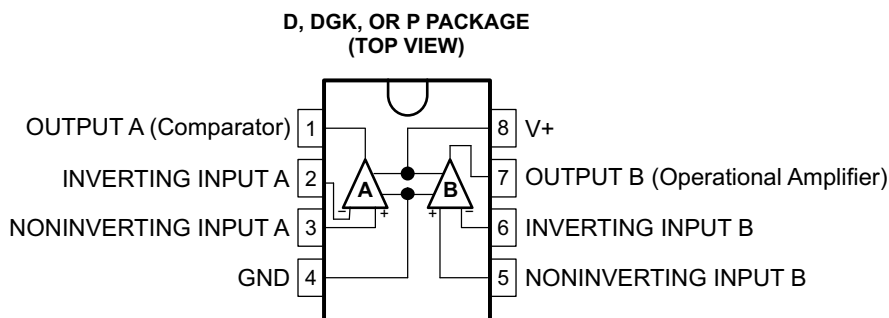 D, DGK, OR P PACKAGE
(TOP VIEW)
OUTPUT A (Comparator) 1
8 V+
INVERTING INPUT A 2
7 OUTPUT B (Operational Amplifier)
A
B
−
+
+
−
NONINVERTING INPUT A 3
6 INVERTING INPUT B
GND 4
5 NONINVERTING INPUT B